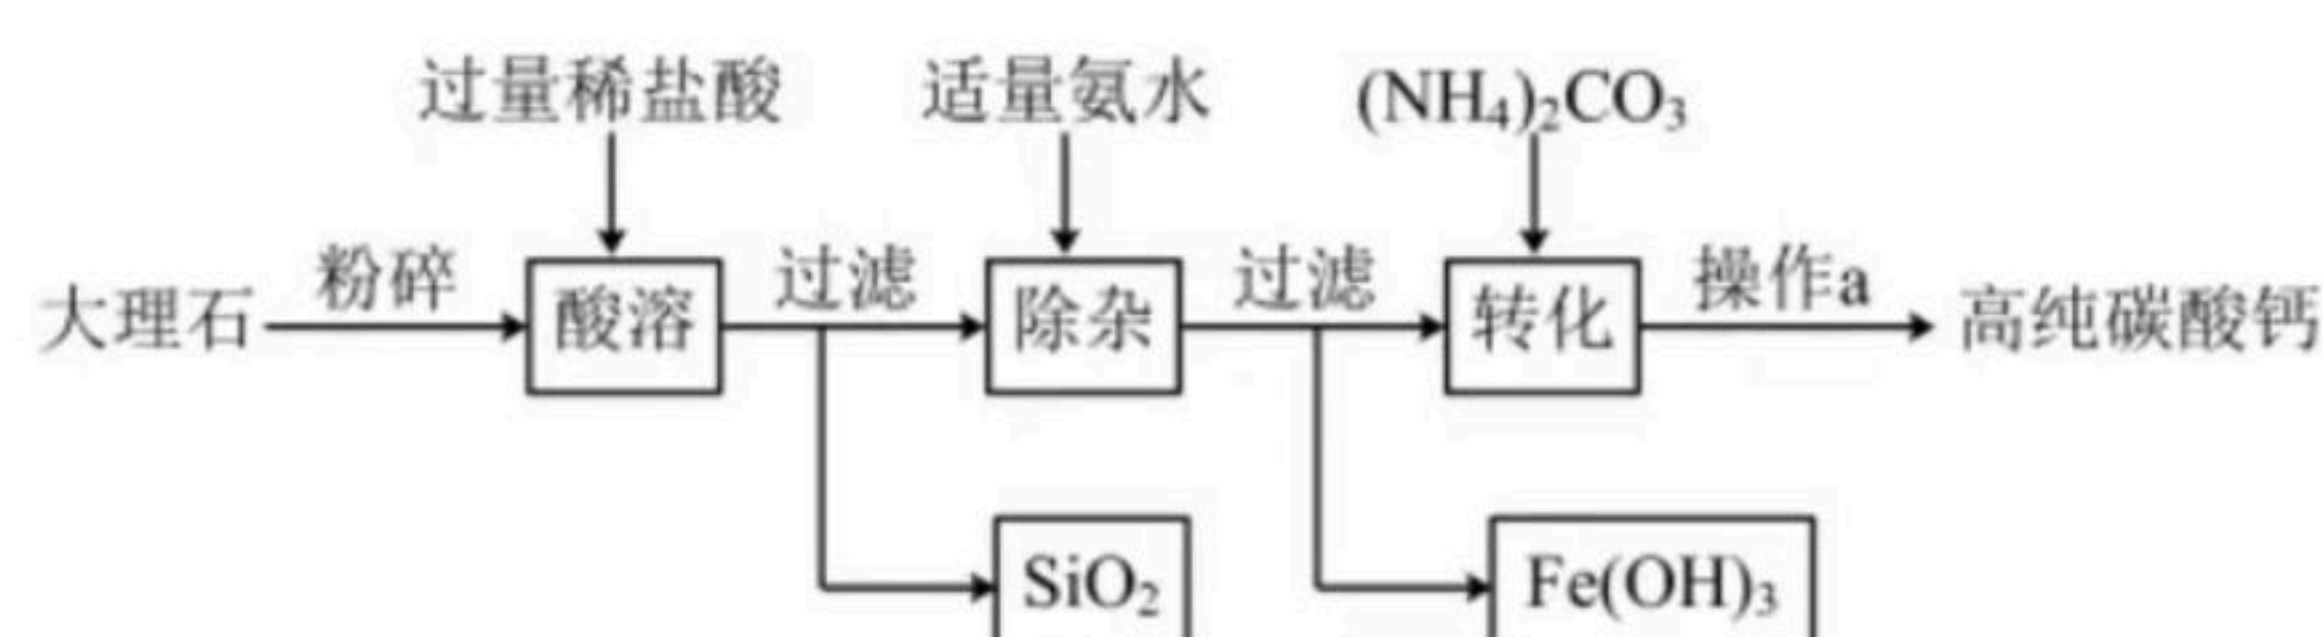 过量稀盐酸 适量氨水 (NH₄)₂CO₃
大理石 粉碎 酸溶 过滤 除杂 过滤 转化 操作a 高纯碳酸钙
SiO₂ Fe(OH)₃